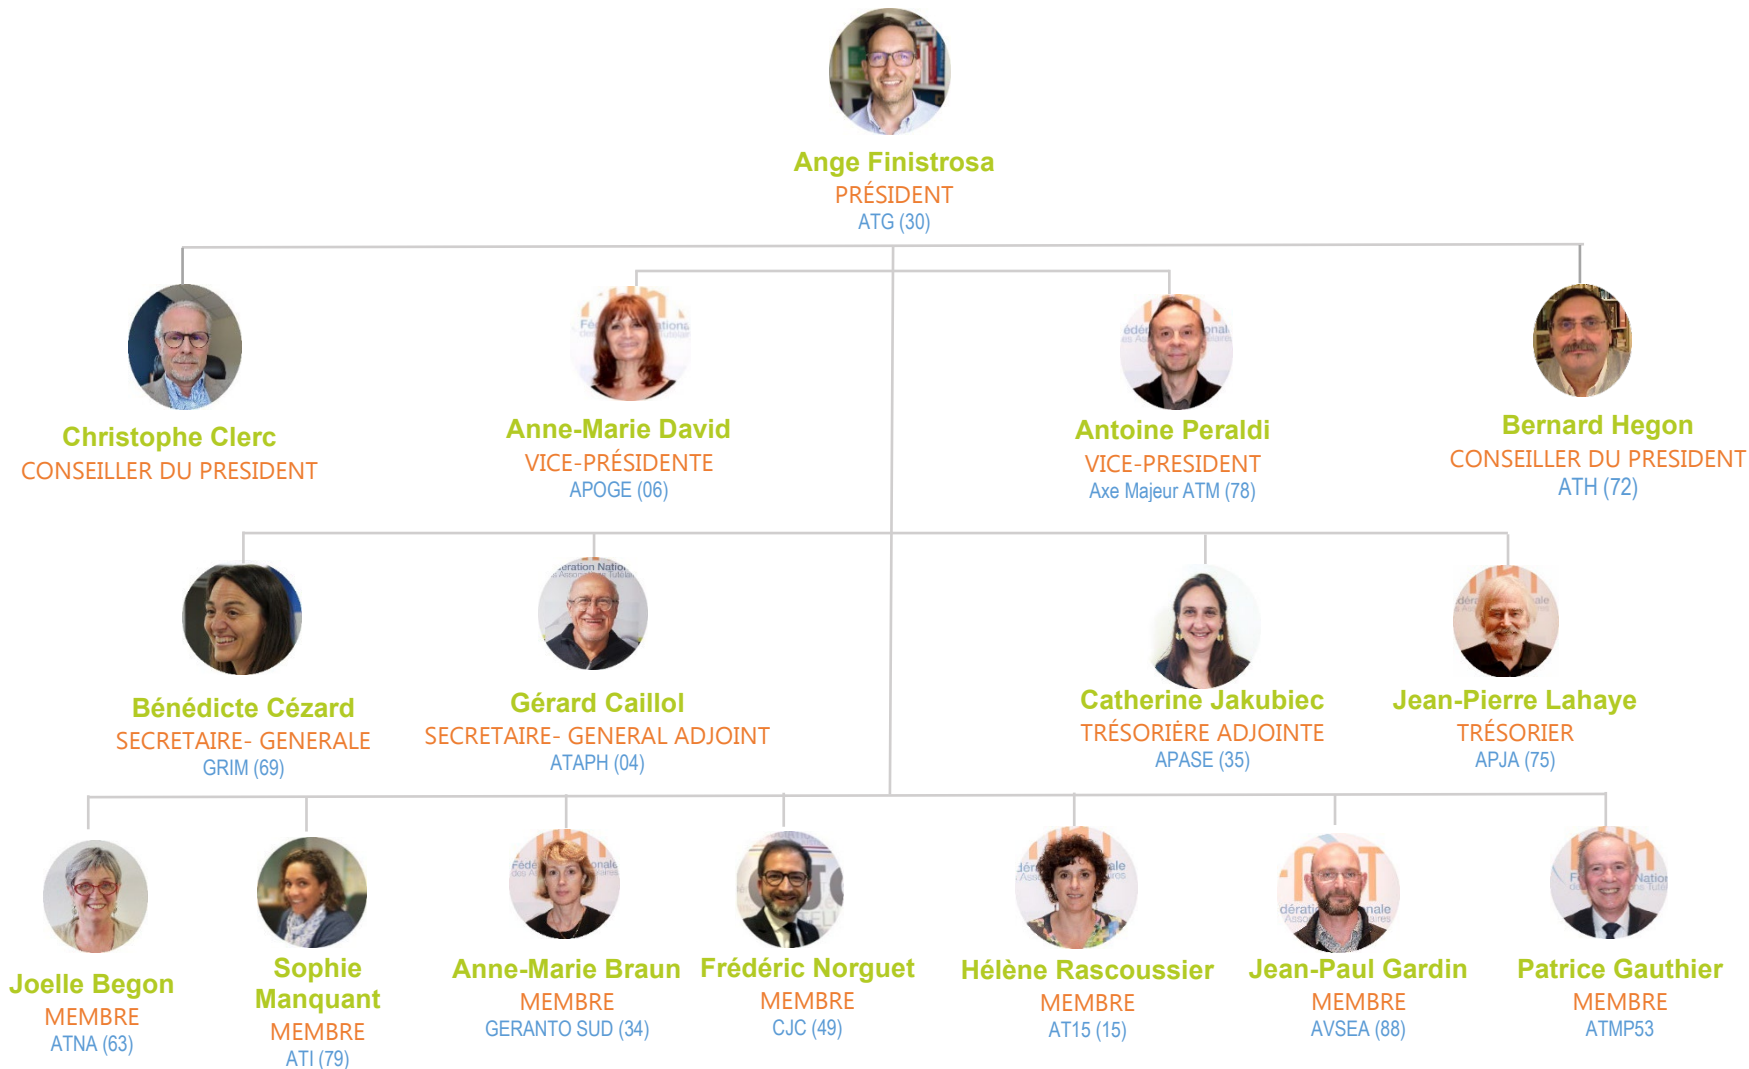 Ange Finistrosa
PRÉSIDENT
ATG (30)
Christophe Clerc
CONSEILLER DU PRESIDENT
Anne-Marie David
VICE-PRÉSIDENTE
APOGE (06)
Antoine Peraldi
VICE-PRESIDENT
Axe Majeur ATM (78)
Bernard Hegon
CONSEILLER DU PRESIDENT
ATH (72)
Bénédicte Cézard
SECRETAIRE- GENERALE
GRIM (69)
Gérard Caillol
SECRETAIRE- GENERAL ADJOINT
ATAPH (04)
Catherine Jakubiec
TRÉSORIÈRE ADJOINTE
APASE (35)
Jean-Pierre Lahaye
TRÉSORIER
APJA (75)
Joelle Begon
MEMBRE
ATNA (63)
Sophie
Manquant
MEMBRE
ATI (79)
Anne-Marie Braun
MEMBRE
GERANTO SUD (34)
Frédéric Norguet
MEMBRE
CJC (49)
Hélène Rascoussier
MEMBRE
AT15 (15)
Jean-Paul Gardin
MEMBRE
AVSEA (88)
Patrice Gauthier
MEMBRE
ATMP53